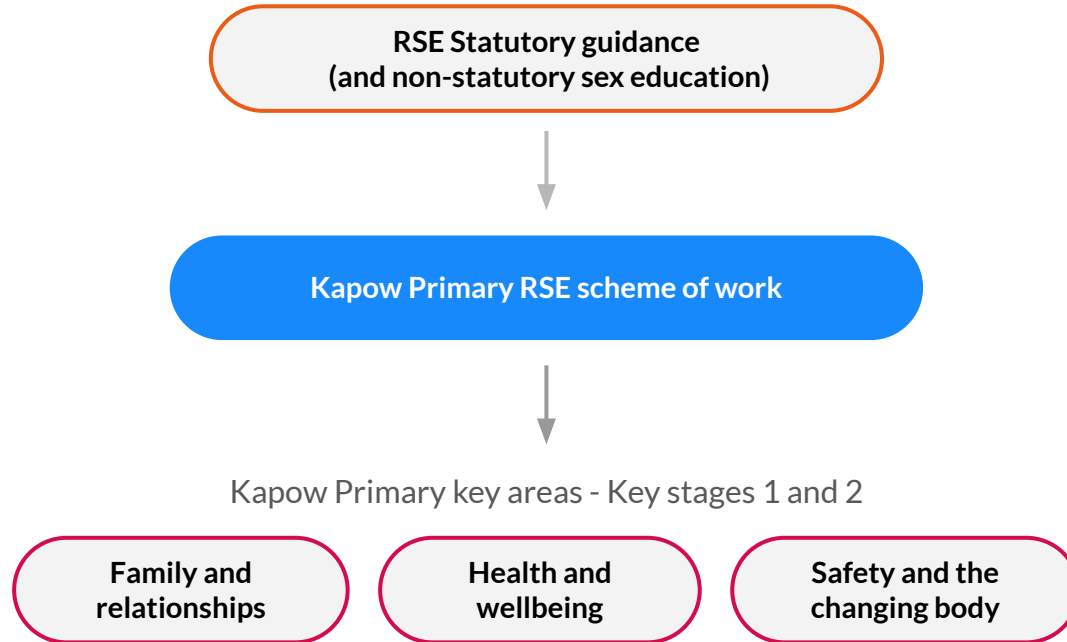 RSE Statutory guidance
(and non-statutory sex education)
Kapow Primary RSE scheme of work
Kapow Primary key areas - Key stages 1 and 2
Family and
relationships
Health and
wellbeing
Safety and the
changing body